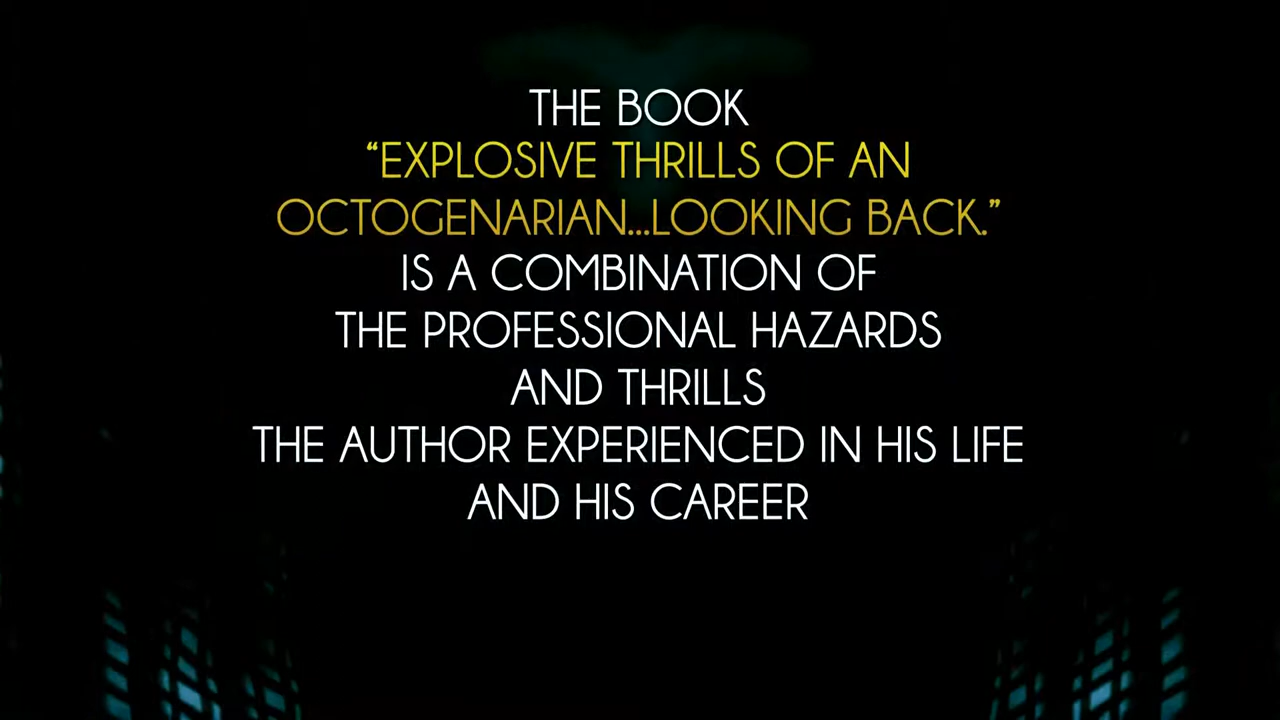 THE BOOK
“EXPLOSIVE THRILLS OF AN
OCTOGENARIAN...LOOKING BACK.”
IS A COMBINATION OF
THE PROFESSIONAL HAZARDS
AND THRILLS
THE AUTHOR EXPERIENCED IN HIS LIFE
AND HIS CAREER